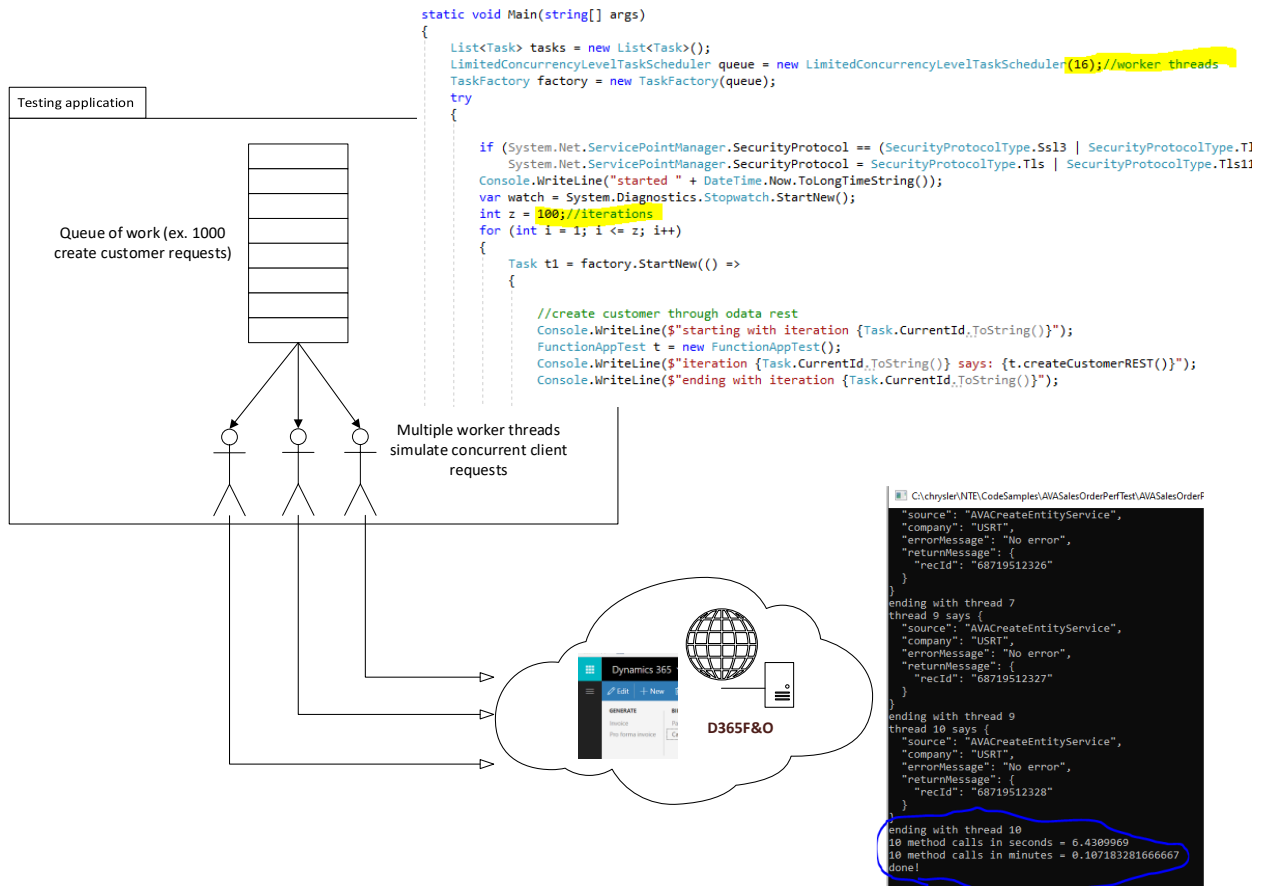 static void Main(string[] args)
{
List<Task> tasks = new List<Task>();
LimitedConcurrencyLevelTaskScheduler queue = new LimitedConcurrencyLevelTaskScheduler(16);//worker threads
TaskFactory factory = new TaskFactory(queue);
try
{
if (System.Net.ServicePointManager.SecurityProtocol == (SecurityProtocolType.Ssl3 | SecurityProtocolType.Tl
System.Net.ServicePointManager.SecurityProtocol = SecurityProtocolType.Tls | SecurityProtocolType.Tls11
Console.WriteLine("started " + DateTime.Now.ToLongTimeString());
var watch = System.Diagnostics.Stopwatch.StartNew();
int z = 100;//iterations
for (int i = 1; i <= z; i++)
{
Task t1 = factory.StartNew(() =>
{
//create customer through odata rest
Console.WriteLine($"starting with iteration {Task.CurrentId.ToString()}");
FunctionAppTest t = new FunctionAppTest();
Console.WriteLine($"iteration {Task.CurrentId.ToString()} says: {t.createCustomerREST()}");
Console.WriteLine($"ending with iteration {Task.CurrentId.ToString()}");
Testing application
Queue of work (ex. 1000
create customer requests)
Multiple worker threads
simulate concurrent client
requests
Dynamics 365
Edit + New
GENERATE
Invoice
Pro forma invoice
D365F&O
C:\chrysler\NTE\CodeSamples\AVASalesOrderPerfTest\AVASalesOrderF
"source": "AVACreateEntityService",
"company": "USRT",
"errorMessage": "No error",
"returnMessage": {
"recId": "68719512326"
}
}
ending with thread 7
thread 9 says {
"source": "AVACreateEntityService",
"company": "USRT",
"errorMessage": "No error",
"returnMessage": {
"recId": "68719512327"
}
}
ending with thread 9
thread 10 says {
"source": "AVACreateEntityService",
"company": "USRT",
"errorMessage": "No error",
"returnMessage": {
"recId": "68719512328"
}
}
ending with thread 10
10 method calls in seconds = 6.4309969
10 method calls in minutes = 0.107183281666667
done!